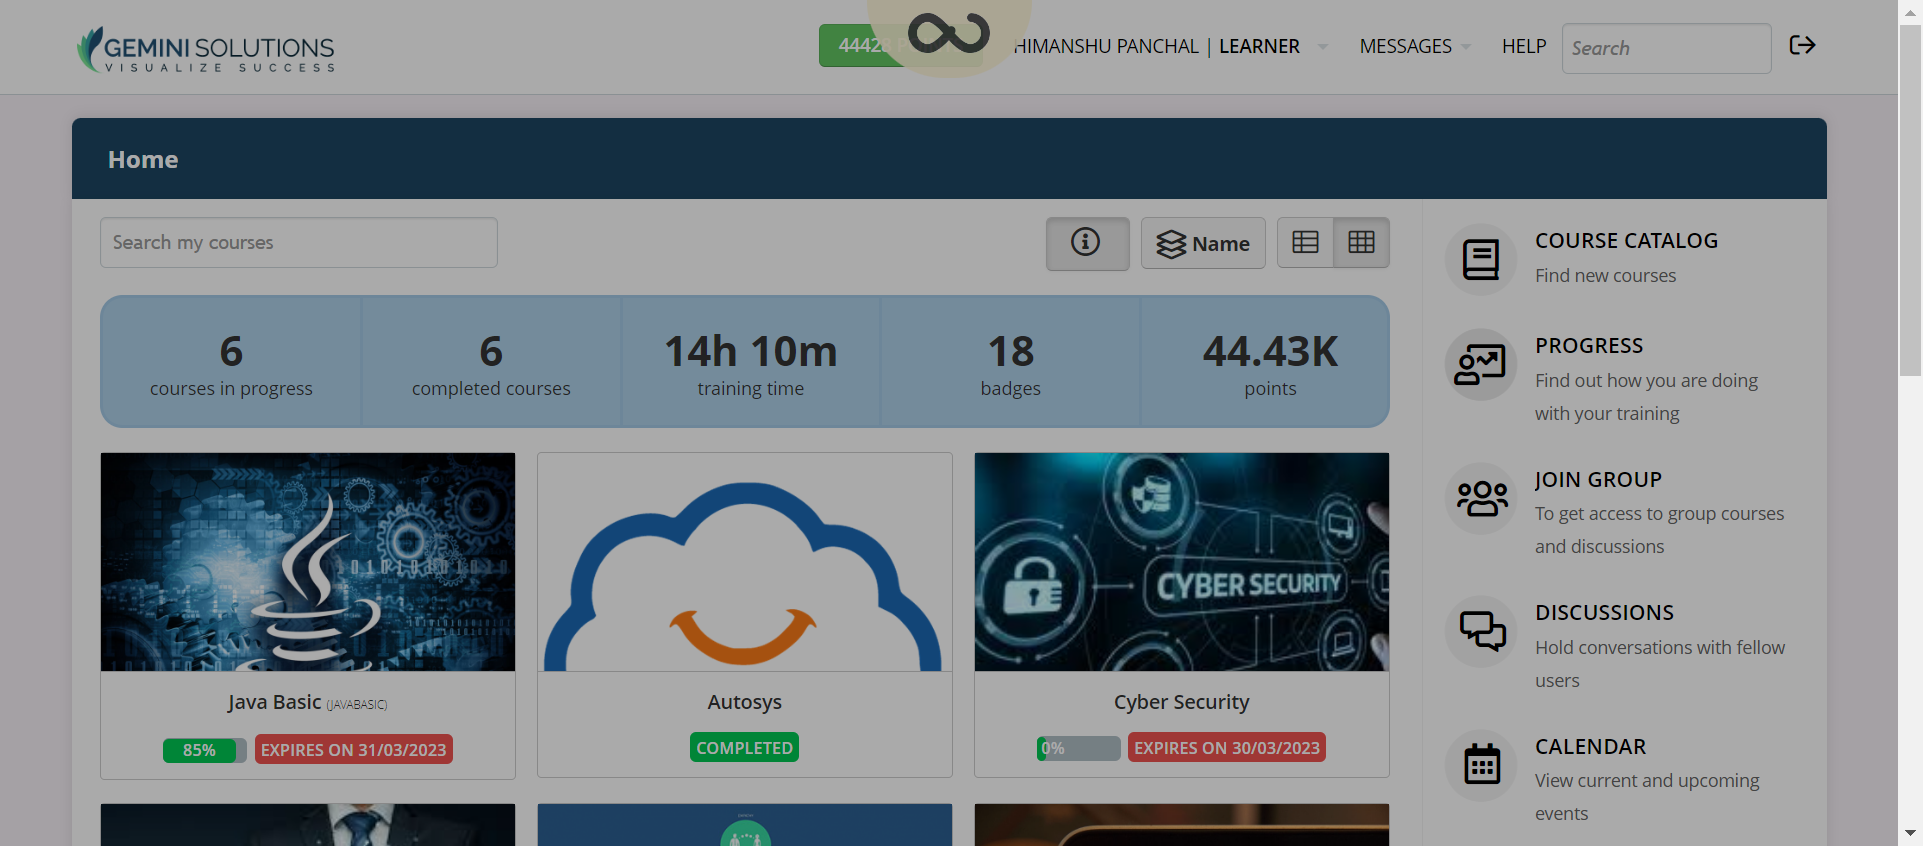 GEMINI SOLUTIONS
VISUALIZE SUCCESS
44428
HIMANSHU PANCHAL | LEARNER
MESSAGES
HELP
Search
Home
Search my courses
Name
6
courses in progress
6
completed courses
14h 10m
training time
18
badges
44.43K
points
CYBER SECURITY
Java Basic (JAVABASIC)
85%
EXPIRES ON 31/03/2023
Autosys
COMPLETED
Cyber Security
0%
EXPIRES ON 30/03/2023
COURSE CATALOG
Find new courses
PROGRESS
Find out how you are doing
with your training
JOIN GROUP
To get access to group courses
and discussions
DISCUSSIONS
Hold conversations with fellow
users
CALENDAR
View current and upcoming
events